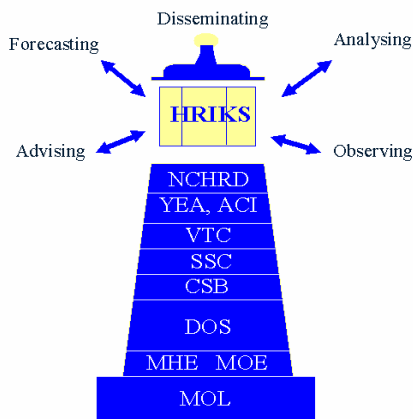 Disseminating
Forecasting
Analysing
HRIKS
Advising
Observing
NCHRD
YEA, ACI
VTC
SSC
CSB
DOS
MHE MOE
MOL